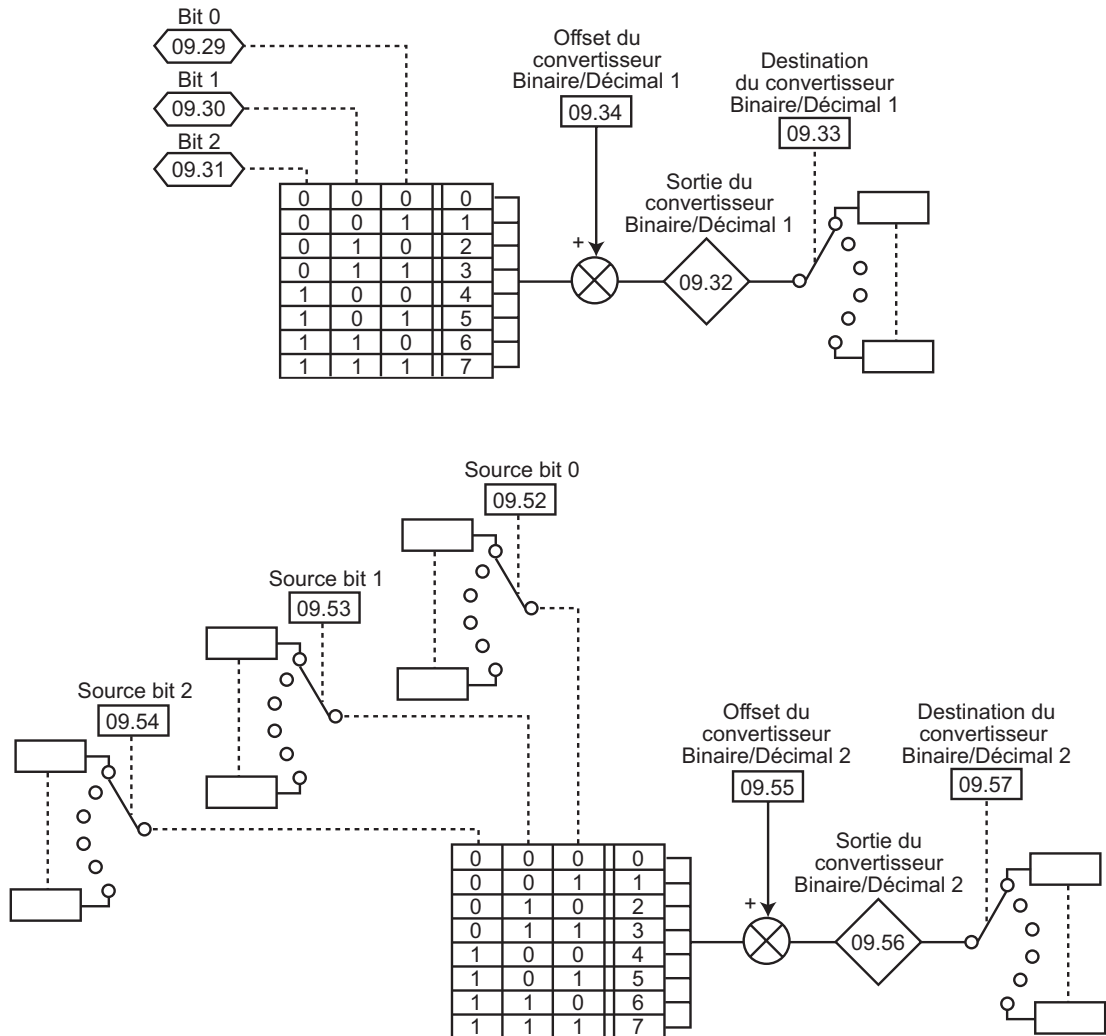 Bit 0
09.29
Bit 1
09.30
Bit 2
09.31
Offset du
convertisseur
Binaire/Décimal 1
09.34
Destination
du convertisseur
Binaire/Décimal 1
09.33
Sortie du
convertisseur
Binaire/Décimal 1
+
09.32
0 0 0 0
0 0 1 1
0 1 0 2
0 1 1 3
1 0 0 4
1 0 1 5
1 1 0 6
1 1 1 7
Source bit 0
09.52
Source bit 1
09.53
Source bit 2
09.54
Offset du
convertisseur
Binaire/Décimal 2
09.55
Destination du
convertisseur
Binaire/Décimal 2
09.57
Sortie du
convertisseur
Binaire/Décimal 2
+
09.56
0 0 0 0
0 0 1 1
0 1 0 2
0 1 1 3
1 0 0 4
1 0 1 5
1 1 0 6
1 1 1 7